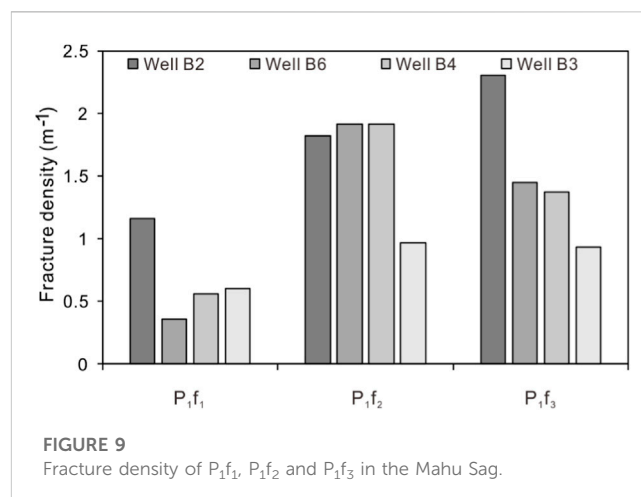 2.5
Well B2 Well B6 Well B4 Well B3
2
1.5
1
0.5
0
Fracture density (m⁻¹)
P₁f₁ P₁f₂ P₁f₃
FIGURE 9
Fracture density of P₁f₁, P₁f₂ and P₁f₃ in the Mahu Sag.